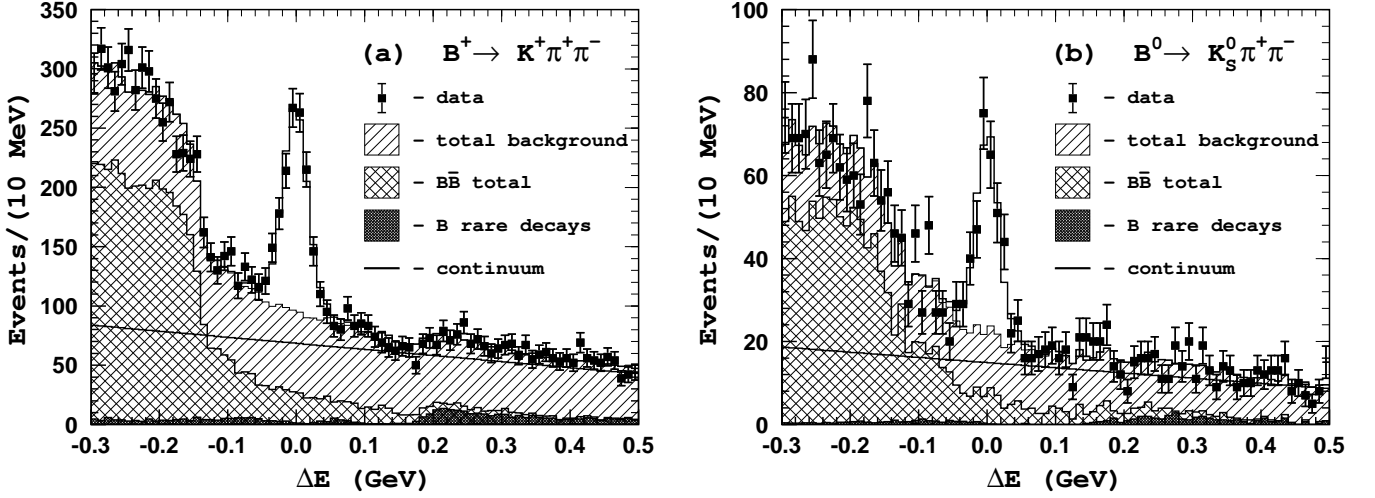 350
300
250
200
150
100
50
0
-0.3 -0.2 -0.1 0.0 0.1 0.2 0.3 0.4 0.5
ΔE (GeV)
Events/(10 MeV)
(a) B⁺→ K⁺π⁺π⁻
– data
– total background
– BB̄ total
– B rare decays
– continuum
100
80
60
40
20
0
-0.3 -0.2 -0.1 0.0 0.1 0.2 0.3 0.4 0.5
ΔE (GeV)
Events/(10 MeV)
(b) B⁰→ K⁰_Sπ⁺π⁻
– data
– total background
– BB̄ total
– B rare decays
– continuum